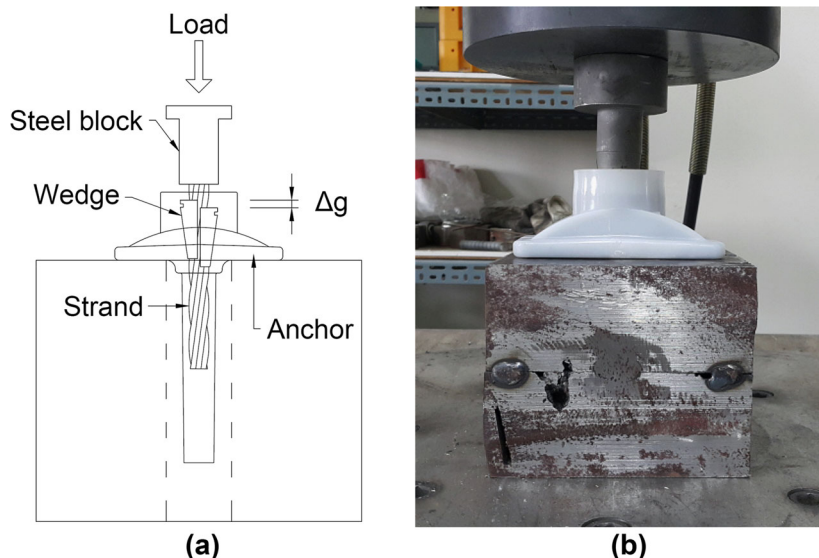 Load
Steel block
Wedge
Δg
Strand
Anchor
(a)
(b)